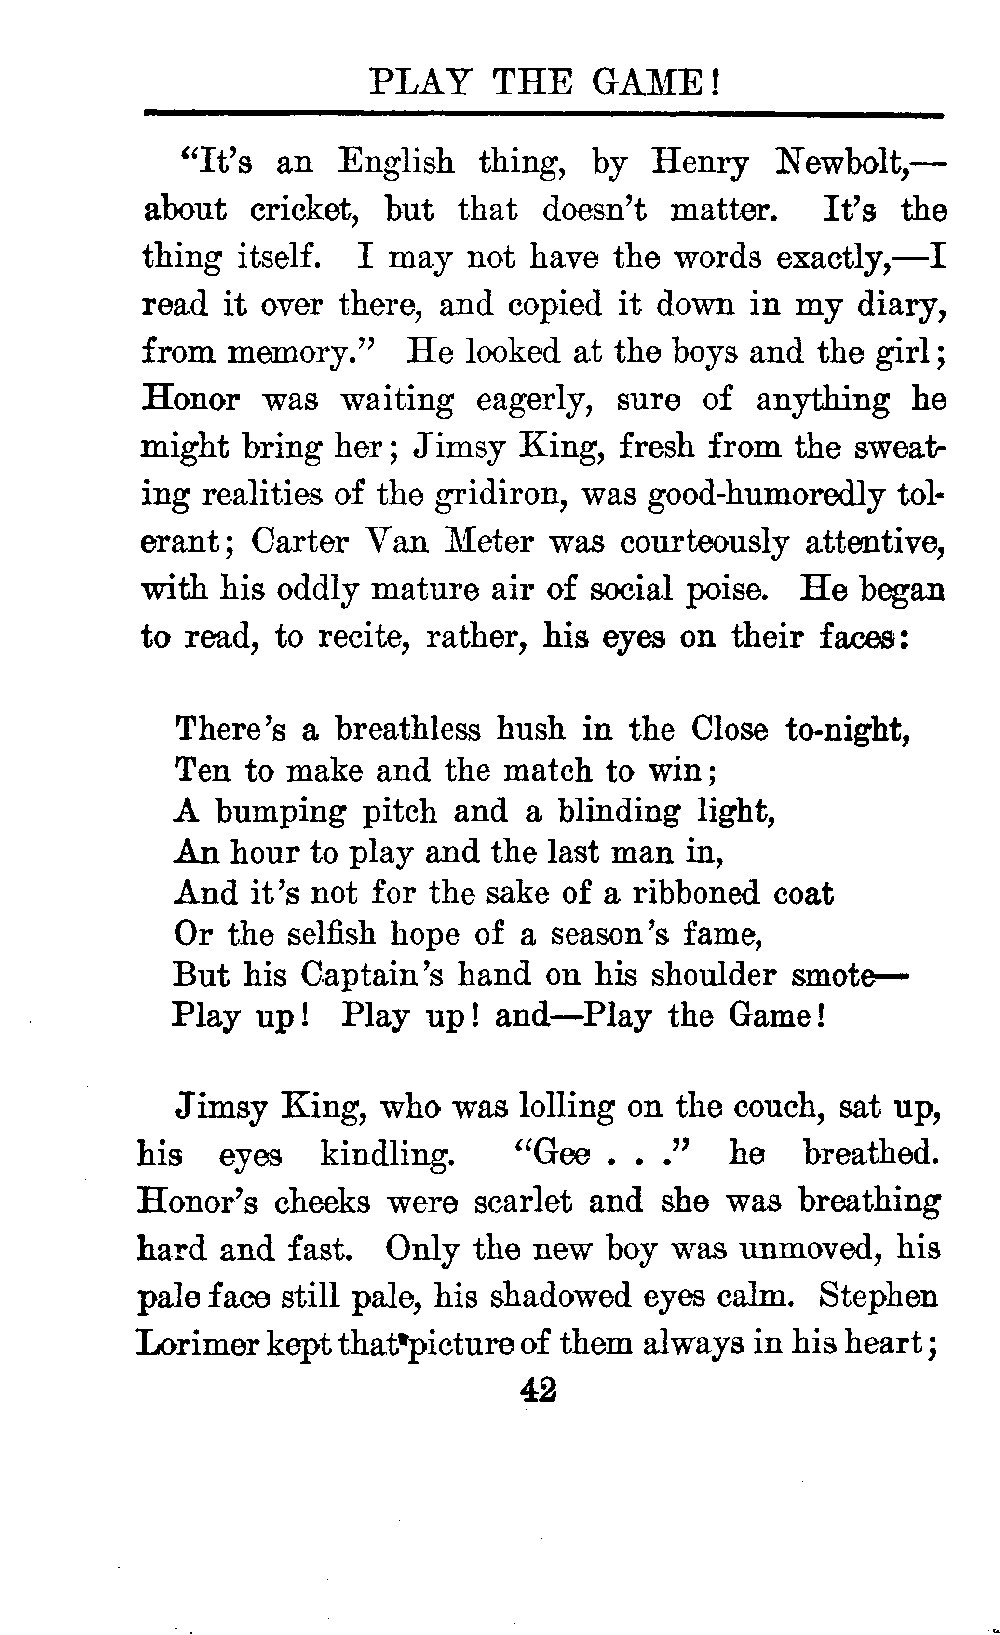 PLAY THE GAME!
"It's an English thing, by Henry Newbolt,—
about cricket, but that doesn't matter. It's the
thing itself. I may not have the words exactly,—I
read it over there, and copied it down in my diary,
from memory." He looked at the boys and the girl;
Honor was waiting eagerly, sure of anything he
might bring her; Jimsy King, fresh from the sweat-
ing realities of the gridiron, was good-humoredly tol-
erant; Carter Van Meter was courteously attentive,
with his oddly mature air of social poise. He began
to read, to recite, rather, his eyes on their faces:
There's a breathless hush in the Close to-night,
Ten to make and the match to win;
A bumping pitch and a blinding light,
An hour to play and the last man in,
And it's not for the sake of a ribboned coat
Or the selfish hope of a season's fame,
But his Captain's hand on his shoulder smote—
Play up! Play up! and—Play the Game!
Jimsy King, who was lolling on the couch, sat up,
his eyes kindling. "Gee . . ." he breathed.
Honor's cheeks were scarlet and she was breathing
hard and fast. Only the new boy was unmoved, his
pale face still pale, his shadowed eyes calm. Stephen
Lorimer kept that picture of them always in his heart;
42